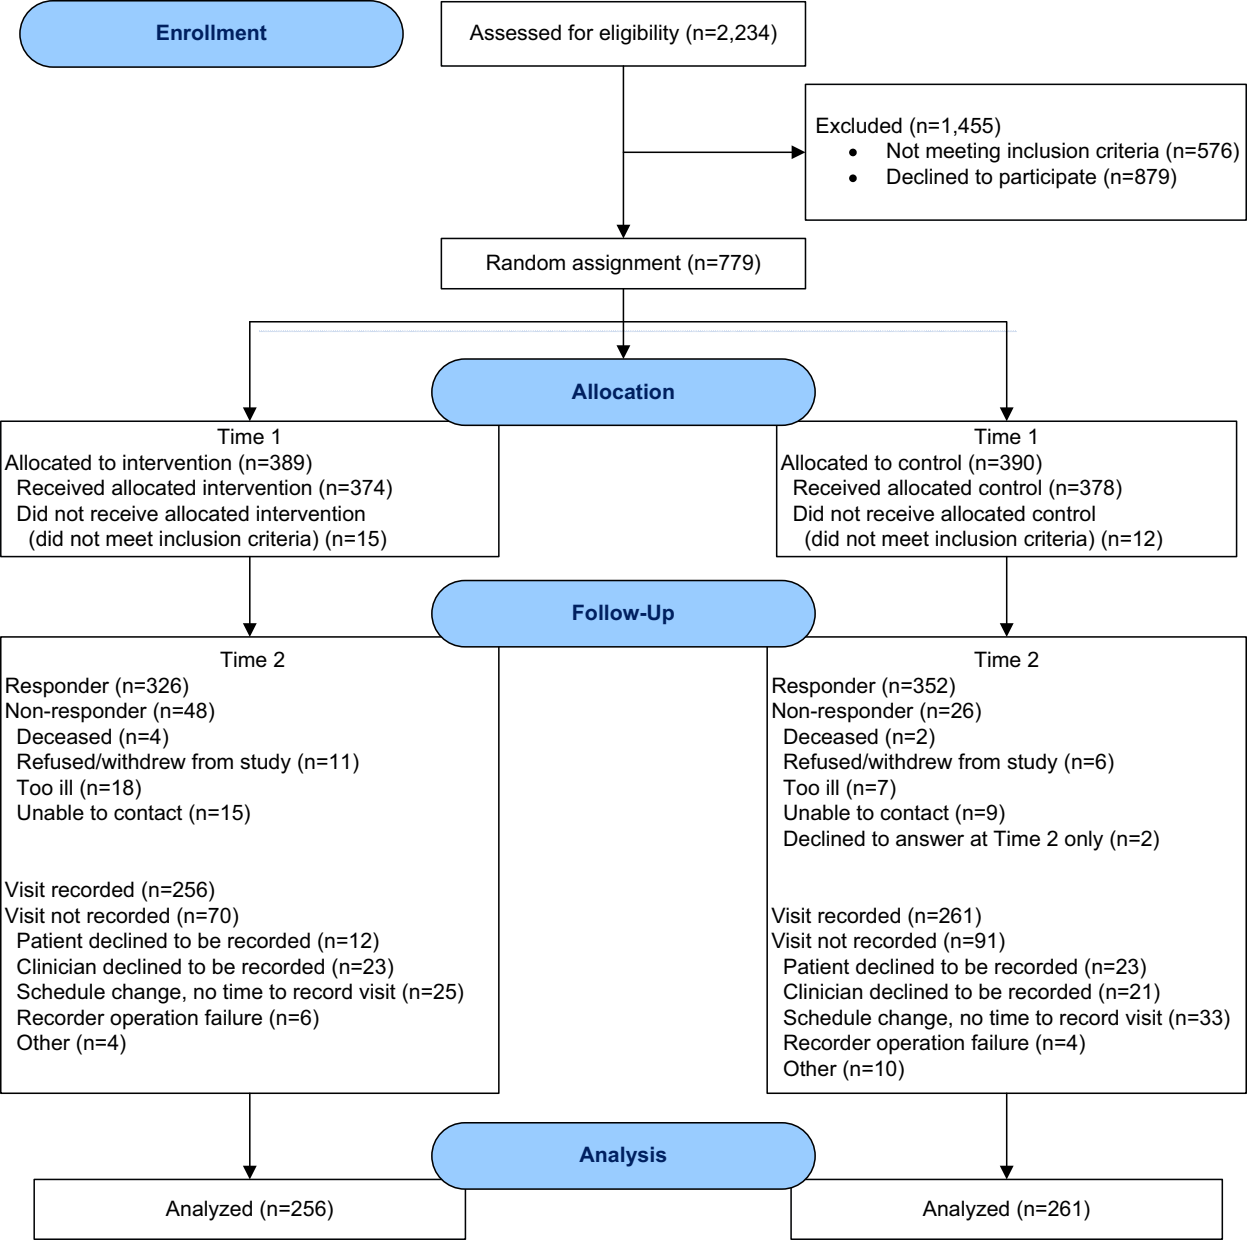 Enrollment
Assessed for eligibility (n=2,234)
Excluded (n=1,455)
• Not meeting inclusion criteria (n=576)
• Declined to participate (n=879)
Random assignment (n=779)
Allocation
Time 1
Allocated to intervention (n=389)
Received allocated intervention (n=374)
Did not receive allocated intervention
(did not meet inclusion criteria) (n=15)
Time 1
Allocated to control (n=390)
Received allocated control (n=378)
Did not receive allocated control
(did not meet inclusion criteria) (n=12)
Follow-Up
Time 2
Responder (n=326)
Non-responder (n=48)
Deceased (n=4)
Refused/withdrew from study (n=11)
Too ill (n=18)
Unable to contact (n=15)
Visit recorded (n=256)
Visit not recorded (n=70)
Patient declined to be recorded (n=12)
Clinician declined to be recorded (n=23)
Schedule change, no time to record visit (n=25)
Recorder operation failure (n=6)
Other (n=4)
Time 2
Responder (n=352)
Non-responder (n=26)
Deceased (n=2)
Refused/withdrew from study (n=6)
Too ill (n=7)
Unable to contact (n=9)
Declined to answer at Time 2 only (n=2)
Visit recorded (n=261)
Visit not recorded (n=91)
Patient declined to be recorded (n=23)
Clinician declined to be recorded (n=21)
Schedule change, no time to record visit (n=33)
Recorder operation failure (n=4)
Other (n=10)
Analysis
Analyzed (n=256)
Analyzed (n=261)